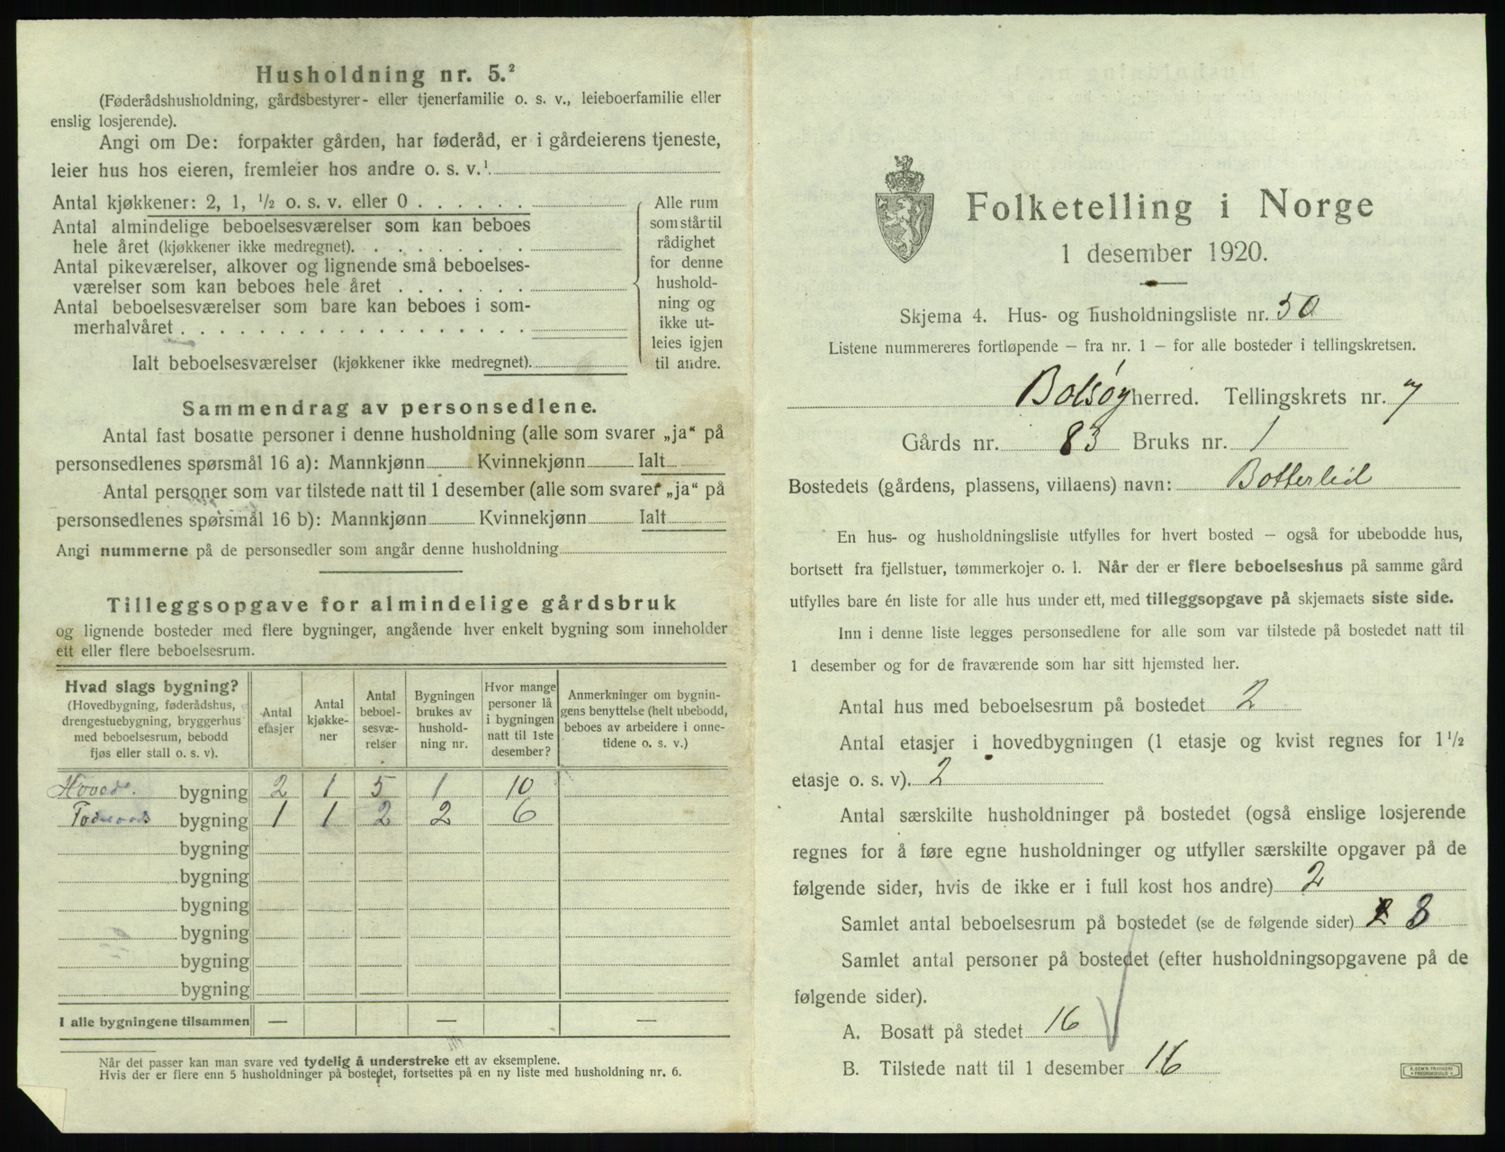 Husholdning nr. 5.²
(Føderådshusholdning, gårdsbestyrer- eller tjenerfamilie o. s. v., leieboerfamilie eller
enslig losjerende).
Angi om De: forpakter gården, har føderåd, er i gårdeierens tjeneste,
leier hus hos eieren, fremleier hos andre o. s. v.¹
Antal kjøkkener: 2, 1, ½ o. s. v. eller 0
Antal almindelige beboelsesværelser som kan beboes
hele året (kjøkkener ikke medregnet).
Antal pikeværelser, alkover og lignende små beboelses-
værelser som kan beboes hele året
Antal beboelsesværelser som bare kan beboes i som-
merhalvåret
Ialt beboelsesværelser (kjøkkener ikke medregnet).
Alle rum
som står til
rådighet
for denne
hushold-
ning og
ikke ut-
leies igjen
til andre.
Sammendrag av personsedlene.
Antal fast bosatte personer i denne husholdning (alle som svarer „ja“ på
personsedlenes spørsmål 16 a): Mannkjønn Kvinnekjønn Ialt
Antal personer som var tilstede natt til 1 desember (alle som svarer „ja“ på
personsedlenes spørsmål 16 b): Mannkjønn Kvinnekjønn Ialt
Angi nummerne på de personsedler som angår denne husholdning
Tilleggsopgave for almindelige gårdsbruk
og lignende bosteder med flere bygninger, angående hver enkelt bygning som inneholder
ett eller flere beboelsesrum.
Hvad slags bygning?
(Hovedbygning, føderådshus,
drengestuebygning, bryggerhus
med beboelsesrum, bebodd
fjøs eller stall o. s. v).
Antal
etasjer
Antal
kjøkke-
ner
Antal
beboel-
sesvæ-
relser
Bygningen
brukes av
hushold-
ning nr.
Hvor mange
personer lå
i bygningen
natt til 1ste
desember?
Anmerkninger om bygnin-
gens benyttelse (helt ubebodd,
beboes av arbeidere i onne-
tidene o. s. v.)
Hoved. bygning 2 1 5 1 10
bygning 1 1 2 2 6
bygning
bygning
bygning
bygning
bygning
bygning
I alle bygningene tilsammen — — —
Når det passer kan man svare ved tydelig å understreke ett av eksemplene.
Hvis der er flere enn 5 husholdninger på bostedet, fortsettes på en ny liste med husholdning nr. 6.
Folketelling i Norge
1 desember 1920.
Skjema 4. Hus- og husholdningsliste nr. 50
Listene nummereres fortløpende — fra nr. 1 — for alle bosteder i tellingskretsen.
Bolsøy herred. Tellingskrets nr. 7
Gårds nr. 83 Bruks nr. 1
Bostedets (gårdens, plassens, villaens) navn: Botterlid
En hus- og husholdningsliste utfylles for hvert bosted — også for ubebodde hus,
bortsett fra fjellstuer, tømmerkojer o. l. Når der er flere beboelseshus på samme gård
utfylles bare én liste for alle hus under ett, med tilleggsopgave på skjemaets siste side.
Inn i denne liste legges personsedlene for alle som var tilstede på bostedet natt til
1 desember og for de fraværende som har sitt hjemsted her.
Antal hus med beboelsesrum på bostedet 2
Antal etasjer i hovedbygningen (1 etasje og kvist regnes for 1½
etasje o. s. v). 2
Antal særskilte husholdninger på bostedet (også enslige losjerende
regnes for å føre egne husholdninger og utfyller særskilte opgaver på de
følgende sider, hvis de ikke er i full kost hos andre) 2
Samlet antal beboelsesrum på bostedet (se de følgende sider) 8
Samlet antal personer på bostedet (efter husholdningsopgavene på de
følgende sider).
A. Bosatt på stedet 16
B. Tilstede natt til 1 desember 16